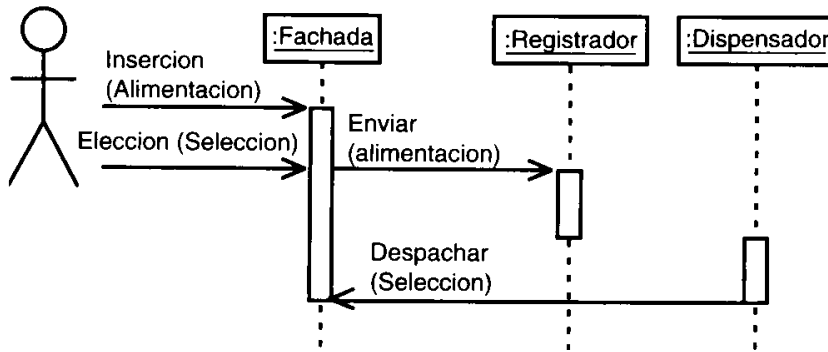 :Fachada
:Registrador
:Dispensador
Insercion
(Alimentacion)
Eleccion (Seleccion)
Enviar
(alimentacion)
Despachar
(Seleccion)